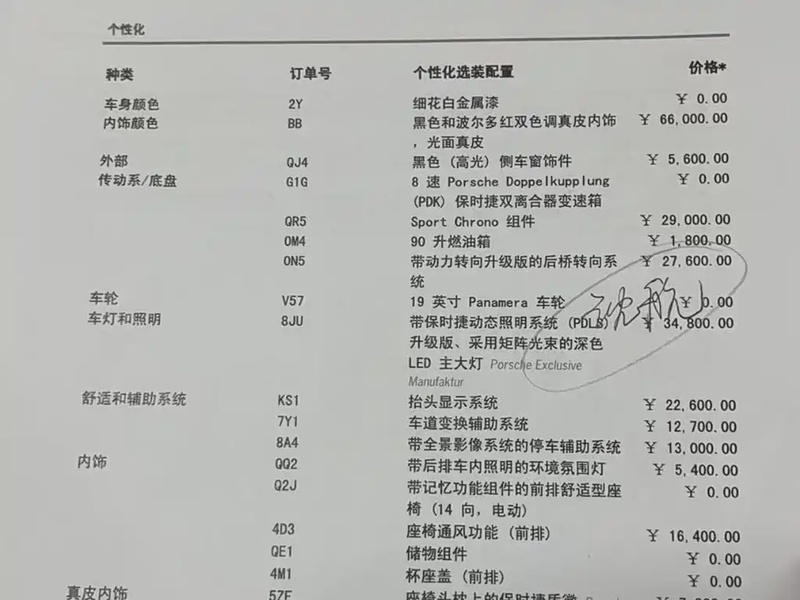 个性化
种类 订单号 个性化选装配置 价格*
车身颜色 2Y 细花白金属漆 ¥ 0.00
内饰颜色 BB 黑色和波尔多红双色调真皮内饰 ¥ 66,000.00
，光面真皮
外部 QJ4 黑色 (高光) 侧车窗饰件 ¥ 5,600.00
传动系/底盘 G1G 8 速 Porsche Doppelkupplung ¥ 0.00
(PDK) 保时捷双离合器变速箱
QR5 Sport Chrono 组件 ¥ 29,000.00
0M4 90 升燃油箱 ¥ 1,800.00
0N5 带动力转向升级版的后桥转向系 ¥ 27,600.00
统
车轮 V57 19 英寸 Panamera 车轮 ¥ 0.00
车灯和照明 8JU 带保时捷动态照明系统 (PDLS) ¥ 34,800.00
升级版、采用矩阵光束的深色
LED 主大灯 Porsche Exclusive
Manufaktur
舒适和辅助系统 KS1 抬头显示系统 ¥ 22,600.00
7Y1 车道变换辅助系统 ¥ 12,700.00
8A4 带全景影像系统的停车辅助系统 ¥ 13,000.00
内饰 QQ2 带后排车内照明的环境氛围灯 ¥ 5,400.00
Q2J 带记忆功能组件的前排舒适型座 ¥ 0.00
椅 (14 向，电动)
4D3 座椅通风功能 (前排) ¥ 16,400.00
QE1 储物组件 ¥ 0.00
4M1 杯座盖 (前排) ¥ 0.00
真皮内饰 5ZF 座椅头枕上的保时捷盾徽